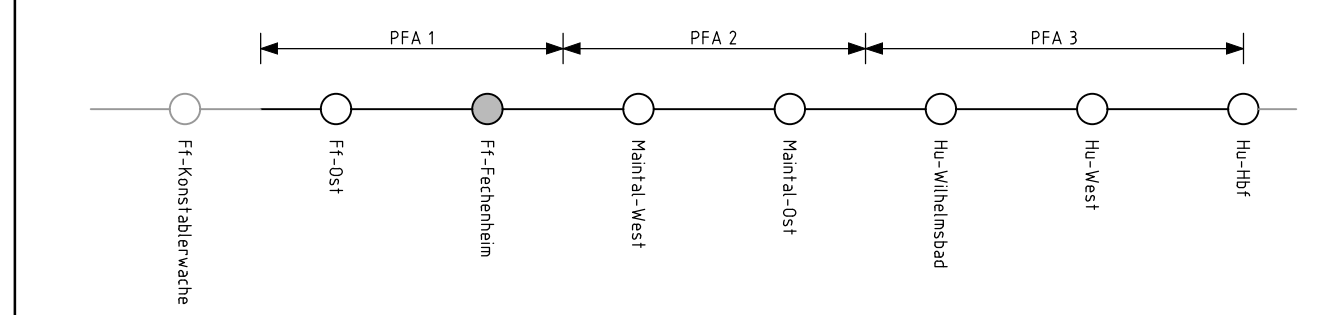 PFA 1
PFA 2
PFA 3
Ff-Konstablerwache
Ff-Ost
Ff-Fechenheim
Maintal-West
Maintal-Ost
Hu-Wilhelmsbad
Hu-West
Hu-Hbf